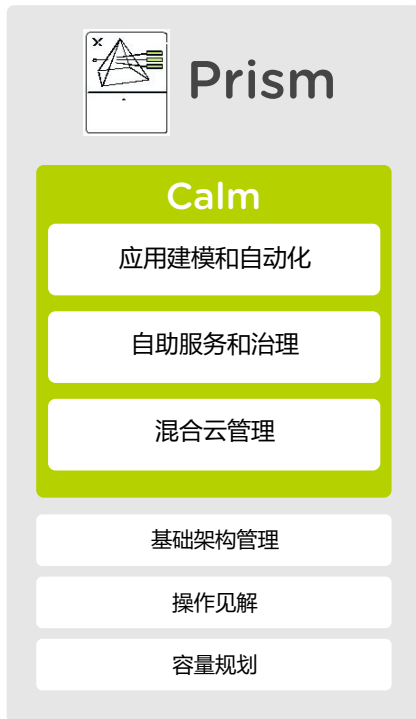 Prism
Calm
应用建模和自动化
自助服务和治理
混合云管理
基础架构管理
操作见解
容量规划